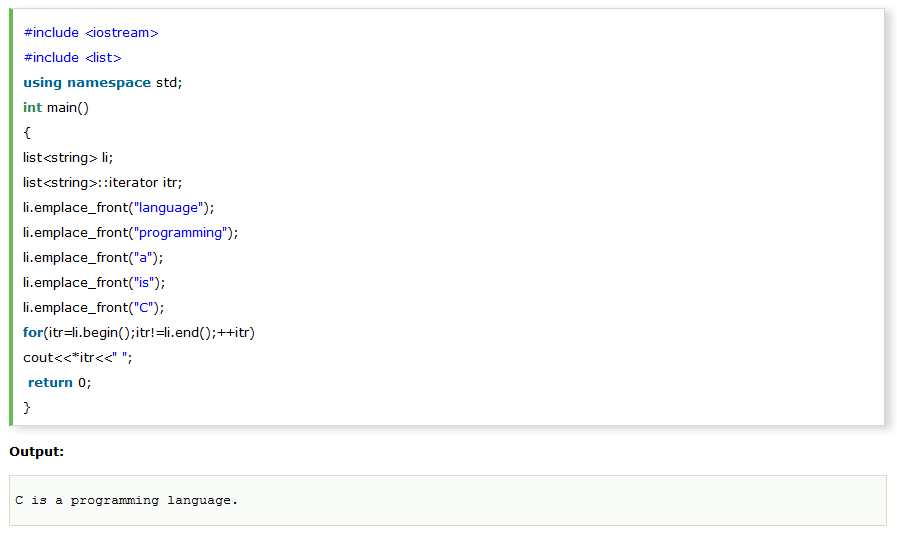 #include <iostream>
#include <list>
using namespace std;
int main()
{
list<string> li;
list<string>::iterator itr;
li.emplace_front("language");
li.emplace_front("programming");
li.emplace_front("a");
li.emplace_front("is");
li.emplace_front("C");
for(itr=li.begin();itr!=li.end();++itr)
cout<<*itr<<" ";
 return 0;
}
Output:
C is a programming language.